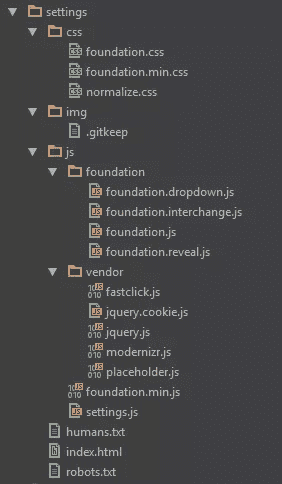 settings
css
foundation.css
foundation.min.css
normalize.css
img
.gitkeep
js
foundation
foundation.dropdown.js
foundation.interchange.js
foundation.js
foundation.reveal.js
vendor
fastclick.js
jquery.cookie.js
jquery.js
modernizr.js
placeholder.js
foundation.min.js
settings.js
humans.txt
index.html
robots.txt